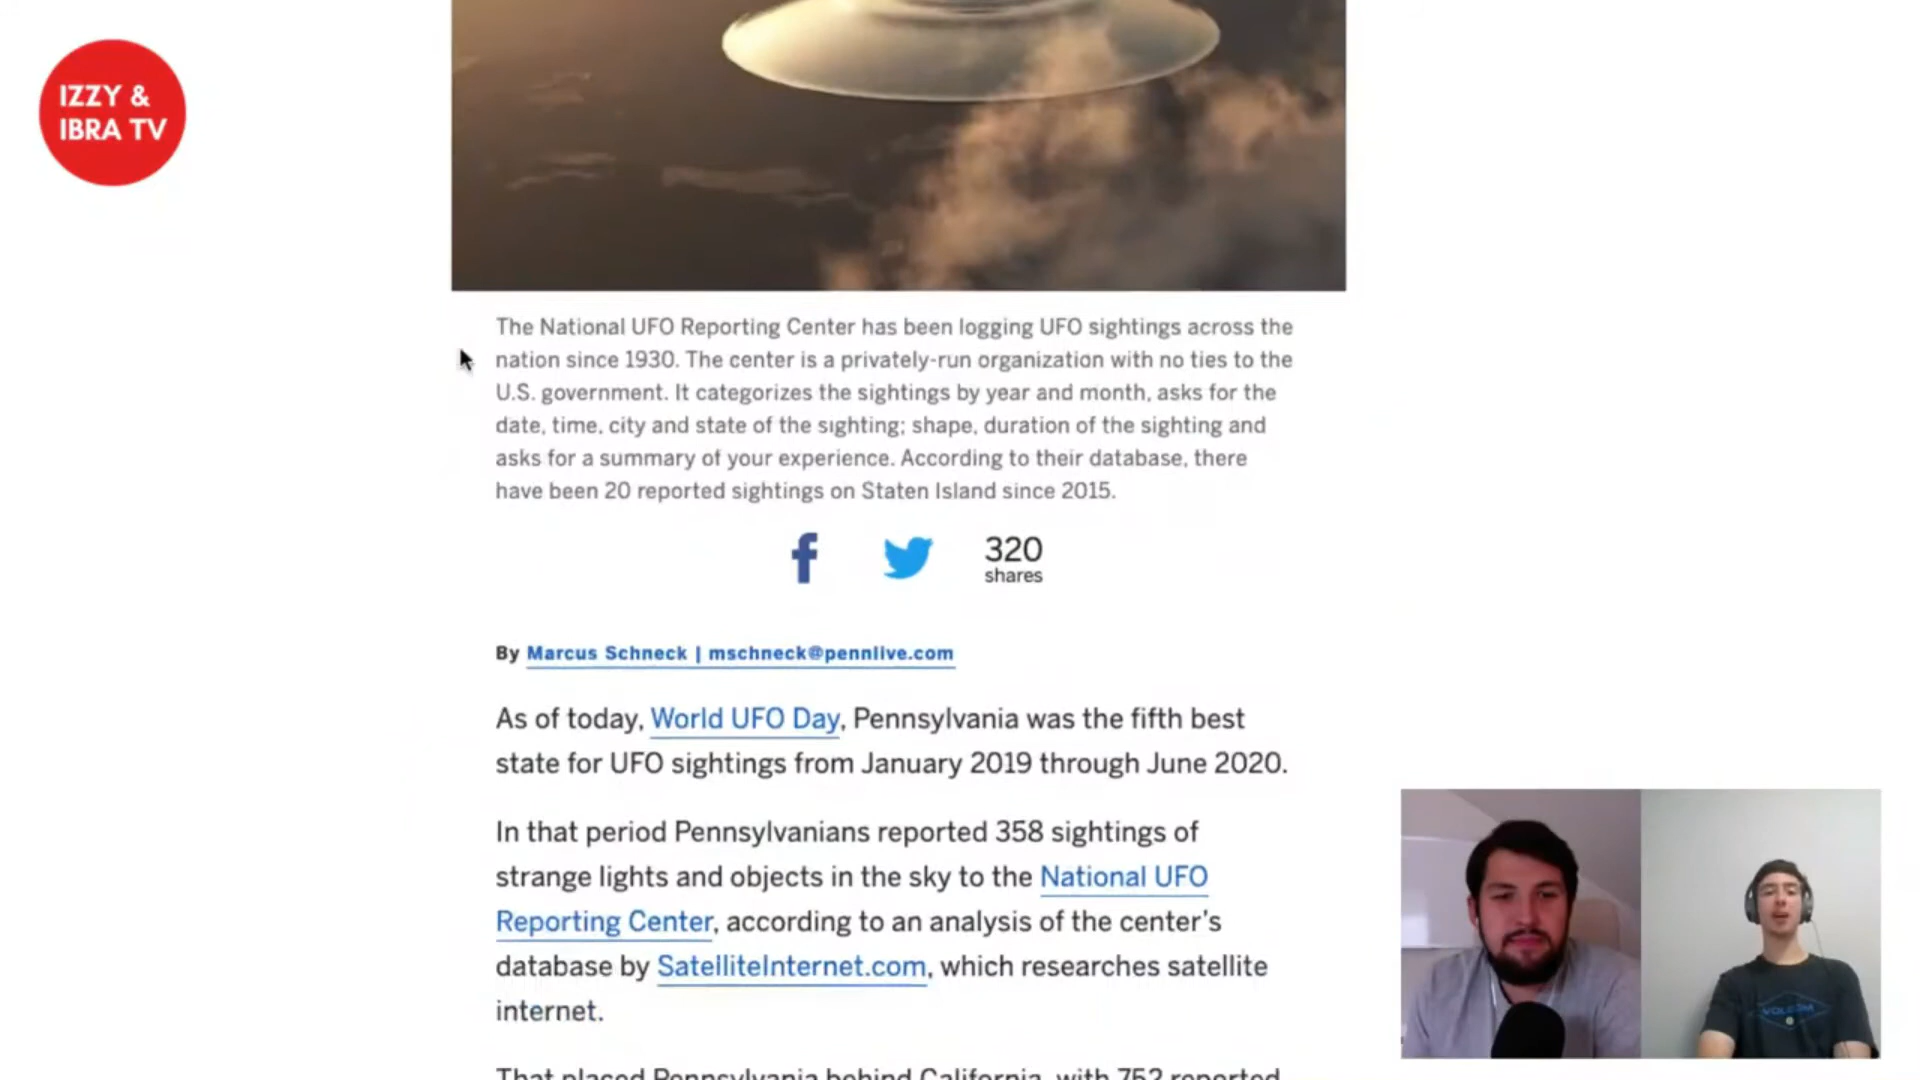 IZZY &
IBRA TV
The National UFO Reporting Center has been logging UFO sightings across the
nation since 1930. The center is a privately-run organization with no ties to the
U.S. government. It categorizes the sightings by year and month, asks for the
date, time, city and state of the sighting; shape, duration of the sighting and
asks for a summary of your experience. According to their database, there
have been 20 reported sightings on Staten Island since 2015.
320
shares
By Marcus Schneck | mschneck@pennlive.com
As of today, World UFO Day, Pennsylvania was the fifth best
state for UFO sightings from January 2019 through June 2020.
In that period Pennsylvanians reported 358 sightings of
strange lights and objects in the sky to the National UFO
Reporting Center, according to an analysis of the center's
database by SatelliteInternet.com, which researches satellite
internet.
That placed Pennsylvania behind California, with 752 reported
VOLCOM